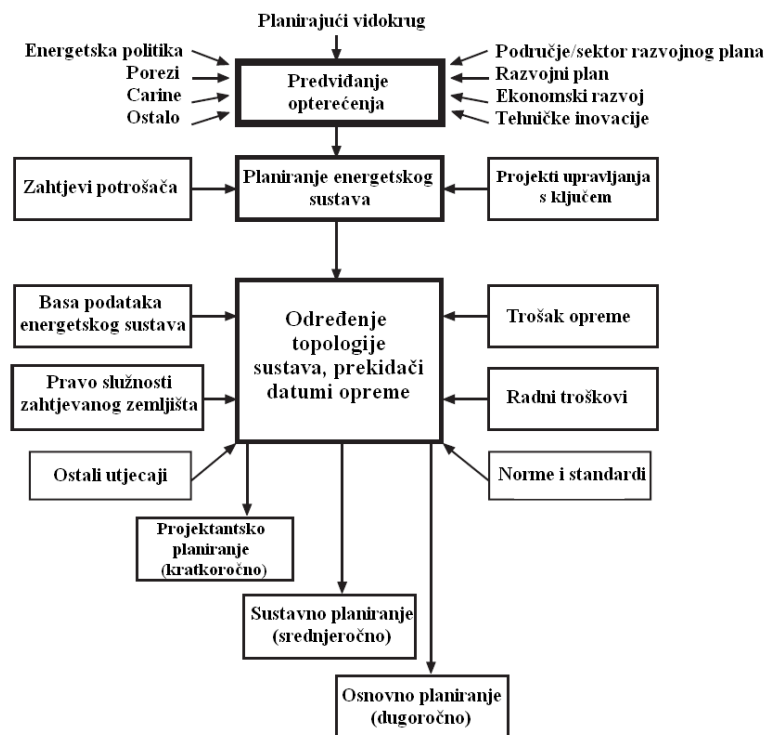 Planirajući vidokrug
Energetska politika
Porezi
Carine
Ostalo
Predviđanje
opterećenja
Područje/sektor razvojnog plana
Razvojni plan
Ekonomski razvoj
Tehničke inovacije
Zahtjevi potrošača
Planiranje energetskog
sustava
Projekti upravljanja
s ključem
Basa podataka
energetskog sustava
Određenje
topologije
sustava, prekidači
datumi opreme
Trošak opreme
Pravo služnosti
zahtjevanog zemljišta
Radni troškovi
Ostali utjecaji
Norme i standardi
Projektantsko
planiranje
(kratkoročno)
Sustavno planiranje
(srednjeročno)
Osnovno planiranje
(dugoročno)